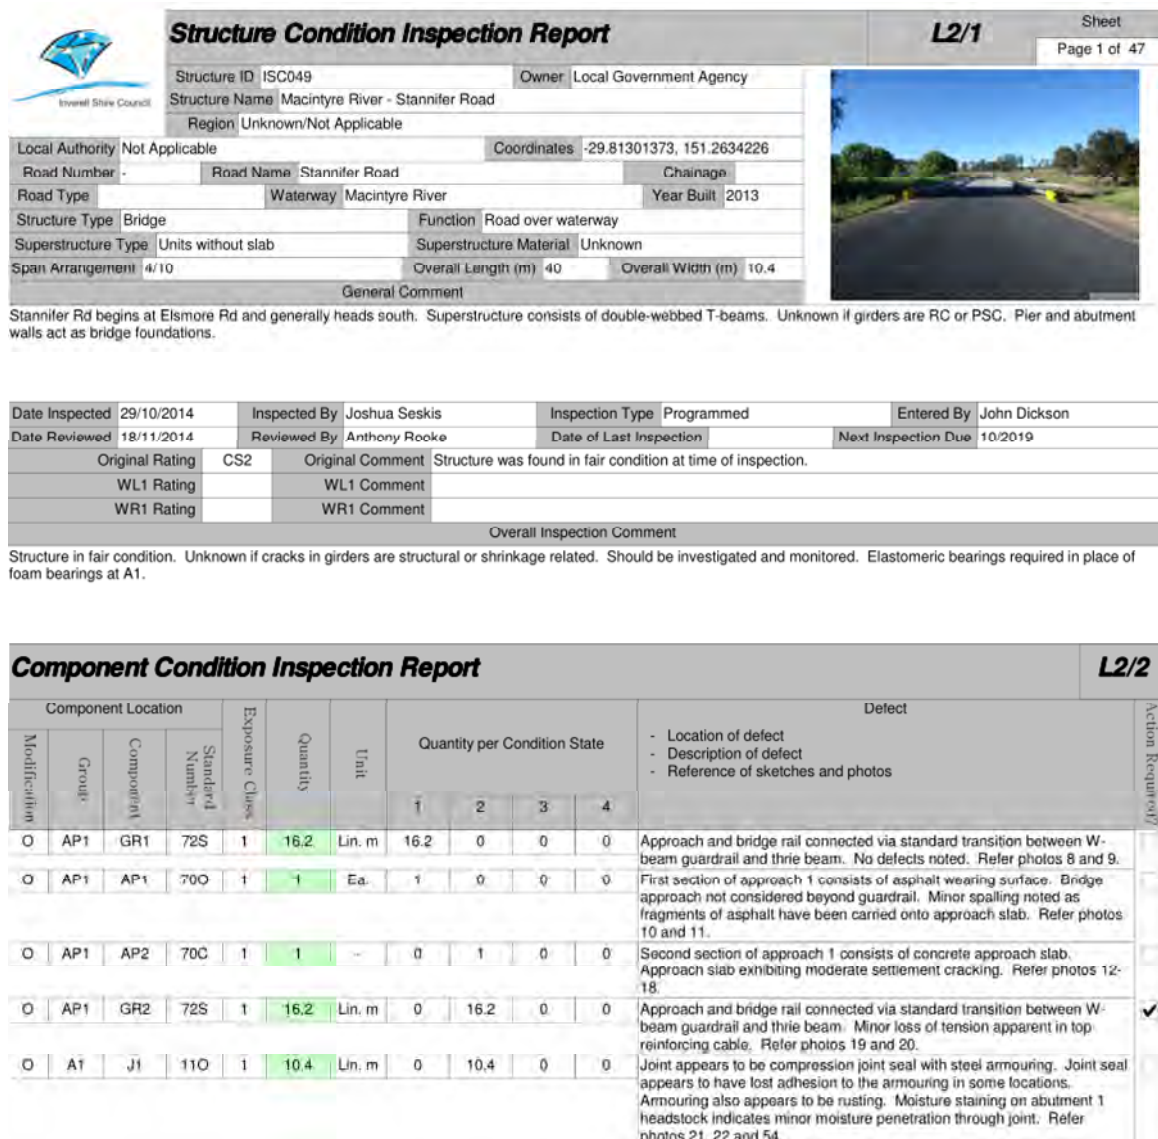 Inverell Shire Council
Structure Condition Inspection Report L2/1 Sheet
Page 1 of 47
Structure ID ISC049 Owner Local Government Agency
Structure Name Macintyre River - Stannifer Road
Region Unknown/Not Applicable
Local Authority Not Applicable Coordinates -29.81301373, 151.2634226
Road Number - Road Name Stannifer Road Chainage
Road Type Waterway Macintyre River Year Built 2013
Structure Type Bridge Function Road over waterway
Superstructure Type Units without slab Superstructure Material Unknown
Span Arrangement 4/10 Overall Length (m) 40 Overall Width (m) 10.4
General Comment
Stannifer Rd begins at Elsmore Rd and generally heads south. Superstructure consists of double-webbed T-beams. Unknown if girders are RC or PSC. Pier and abutment
walls act as bridge foundations.
Date Inspected 29/10/2014 Inspected By Joshua Seskis Inspection Type Programmed Entered By John Dickson
Date Reviewed 18/11/2014 Reviewed By Anthony Rooke Date of Last Inspection Next Inspection Due 10/2019
Original Rating CS2 Original Comment Structure was found in fair condition at time of inspection.
WL1 Rating WL1 Comment
WR1 Rating WR1 Comment
Overall Inspection Comment
Structure in fair condition. Unknown if cracks in girders are structural or shrinkage related. Should be investigated and monitored. Elastomeric bearings required in place of
foam bearings at A1.
Component Condition Inspection Report L2/2
Component Location Exposure Class Quantity Unit Quantity per Condition State Defect Action Required?
Modification Group Component Standard Number
- Location of defect
- Description of defect
- Reference of sketches and photos
1 2 3 4
O AP1 GR1 72S 1 16.2 Lin. m 16.2 0 0 0 Approach and bridge rail connected via standard transition between W-
beam guardrail and thrie beam. No defects noted. Refer photos 8 and 9.
O AP1 AP1 70O 1 1 Ea. 1 0 0 0 First section of approach 1 consists of asphalt wearing surface. Bridge
approach not considered beyond guardrail. Minor spalling noted as
fragments of asphalt have been carried onto approach slab. Refer photos
10 and 11.
O AP1 AP2 70C 1 1 - 0 1 0 0 Second section of approach 1 consists of concrete approach slab.
Approach slab exhibiting moderate settlement cracking. Refer photos 12-
18.
O AP1 GR2 72S 1 16.2 Lin. m 0 16.2 0 0 Approach and bridge rail connected via standard transition between W-
beam guardrail and thrie beam. Minor loss of tension apparent in top
reinforcing cable. Refer photos 19 and 20.
O A1 J1 11O 1 10.4 Lin. m 0 10.4 0 0 Joint appears to be compression joint seal with steel armouring. Joint seal
appears to have lost adhesion to the armouring in some locations.
Armouring also appears to be rusting. Moisture staining on abutment 1
headstock indicates minor moisture penetration through joint. Refer
photos 21, 22 and 54.